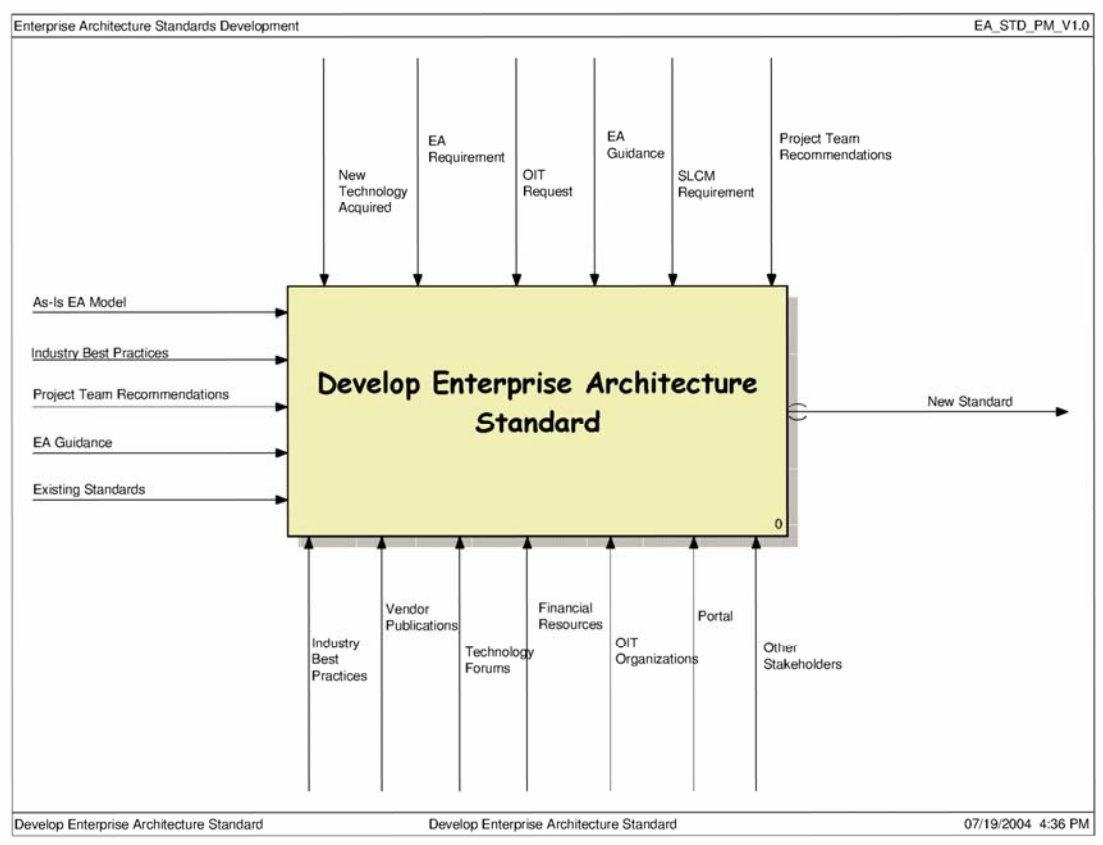 Enterprise Architecture Standards Development
EA_STD_PM_V1.0
New
Technology
Acquired
EA
Requirement
OIT
Request
EA
Guidance
SLCM
Requirement
Project Team
Recommendations
As-Is EA Model
Industry Best Practices
Project Team Recommendations
EA Guidance
Existing Standards
Develop Enterprise Architecture
Standard
0
New Standard
Industry
Best
Practices
Vendor
Publications
Technology
Forums
Financial
Resources
OIT
Organizations
Portal
Other
Stakeholders
Develop Enterprise Architecture Standard
Develop Enterprise Architecture Standard
07/19/2004 4:36 PM